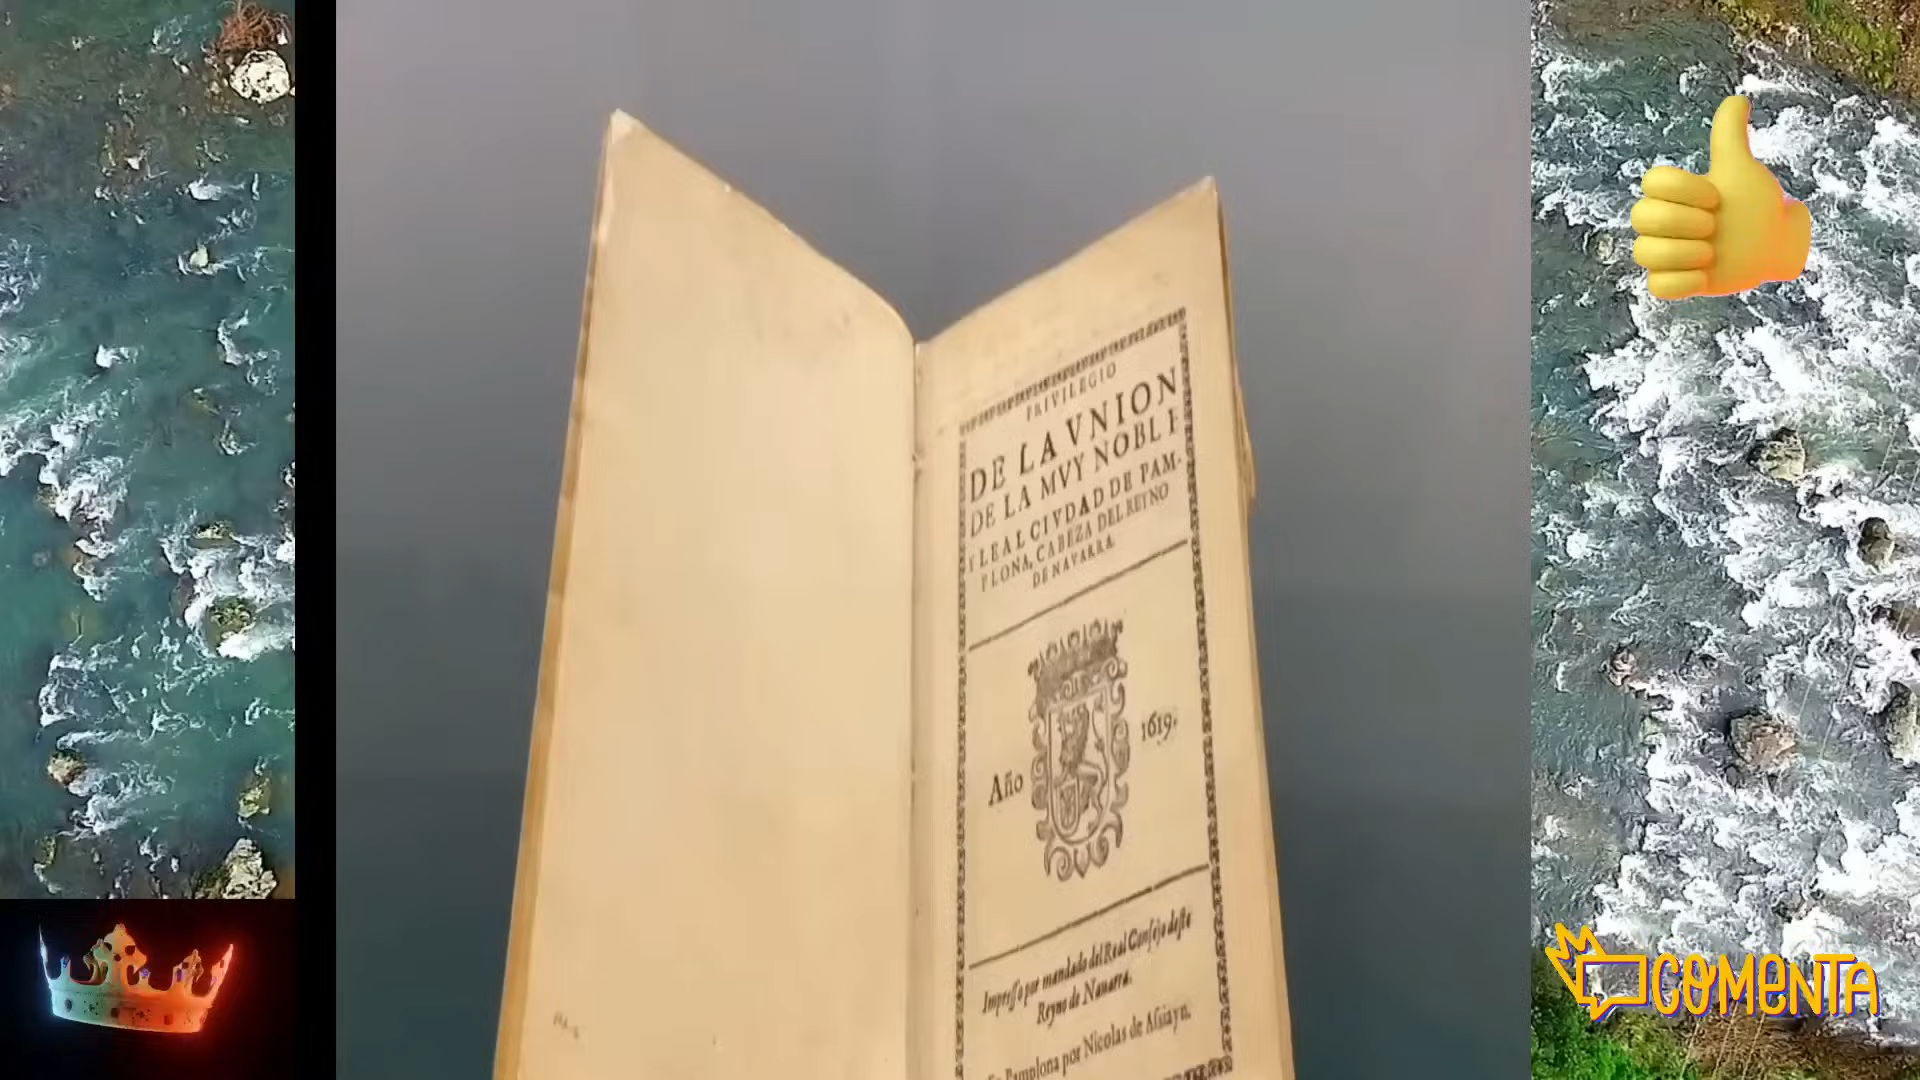 PRIVILEGIO
DE LA VNION
DE LA MVY NOBLE
Y LEAL CIVDAD DE PAM-
PLONA, CABEZA DEL REYNO
DE NAVARRA.
Año
1619.
Impreſſo por mandado del Real Conſejo deſte
Reyno de Nauarra.
En Pamplona por Nicolas de Aſsiayn.
COMENTA